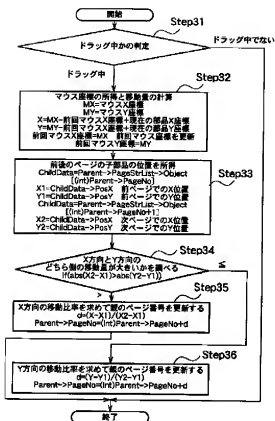 開始
Step31
ドラッグ中かの判定
ドラッグ中でない
ドラッグ中
Step32
マウス座標の所得と移動量の計算
MX=マウスX座標
MY=マウスY座標
X=MX-前回マウスX座標+現在の部品X座標
Y=MY-前回マウスY座標+現在の部品Y座標
前回マウスX座標=MX 前回マウス座標を更新
前回マウスY座標=MY
Step33
前後のページの子部品の位置を所得
ChildData=Parent->PageStrList->Object
[(int)Parent->PageNo]
X1=ChildData->PosX 前ページでのX位置
Y1=ChildData->PosY 前ページでのY位置
ChildData=Parent->PageStrList->Object
[(int)Parent->PageNo+1]
X2=ChildData->PosX 次ページでのX位置
Y2=ChildData->PosY 次ページでのY位置
Step34
X方向とY方向の
どちら側の移動量が大きいかを調べる
if(abs(X2-X1)>abs(Y2-Y1))
≦
>
Step35
X方向の移動比率を求めて親のページ番号を更新する
d=(X-X1)/(X2-X1)
Parent->PageNo=(int)Parent->PageNo+d
Step36
Y方向の移動比率を求めて親のページ番号を更新する
d=(Y-Y1)/(Y2-Y1)
Parent->PageNo=(int)Parent->PageNo+d
終了